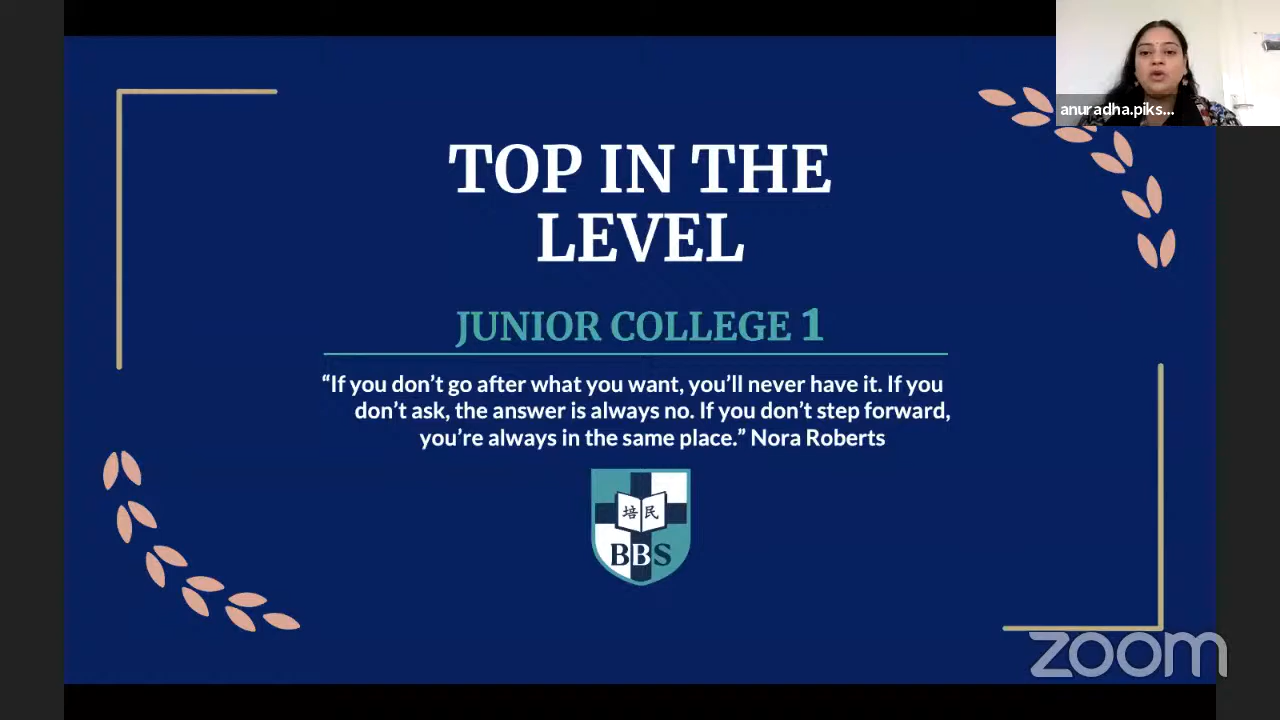 anuradha.piks...
TOP IN THE
LEVEL
JUNIOR COLLEGE 1
“If you don’t go after what you want, you’ll never have it. If you
don’t ask, the answer is always no. If you don’t step forward,
you’re always in the same place.” Nora Roberts
培 民
BBS
zoom